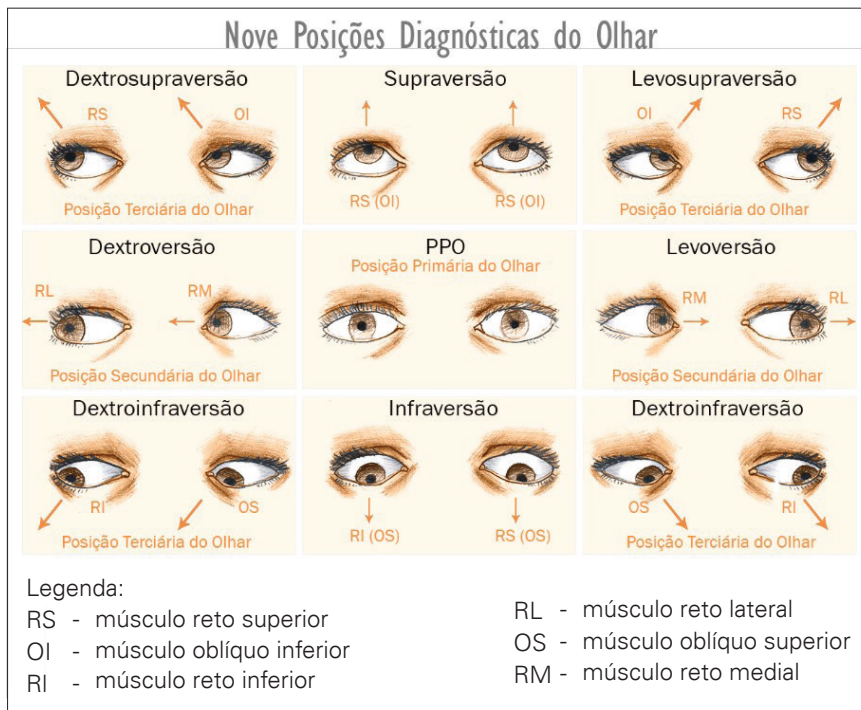 Nove Posições Diagnósticas do Olhar
Dextrosupraversão
RS
OI
Posição Terciária do Olhar
Supraversão
RS (OI)
RS (OI)
Levosupraversão
OI
RS
Posição Terciária do Olhar
Dextroversão
RL
RM
Posição Secundária do Olhar
PPO
Posição Primária do Olhar
Levoversão
RM
RL
Posição Secundária do Olhar
Dextroinfraversão
RI
OS
Posição Terciária do Olhar
Infraversão
RI (OS)
RS (OS)
Dextroinfraversão
OS
RI
Posição Terciária do Olhar
Legenda:
RS - músculo reto superior
OI - músculo oblíquo inferior
RI - músculo reto inferior
RL - músculo reto lateral
OS - músculo oblíquo superior
RM - músculo reto medial